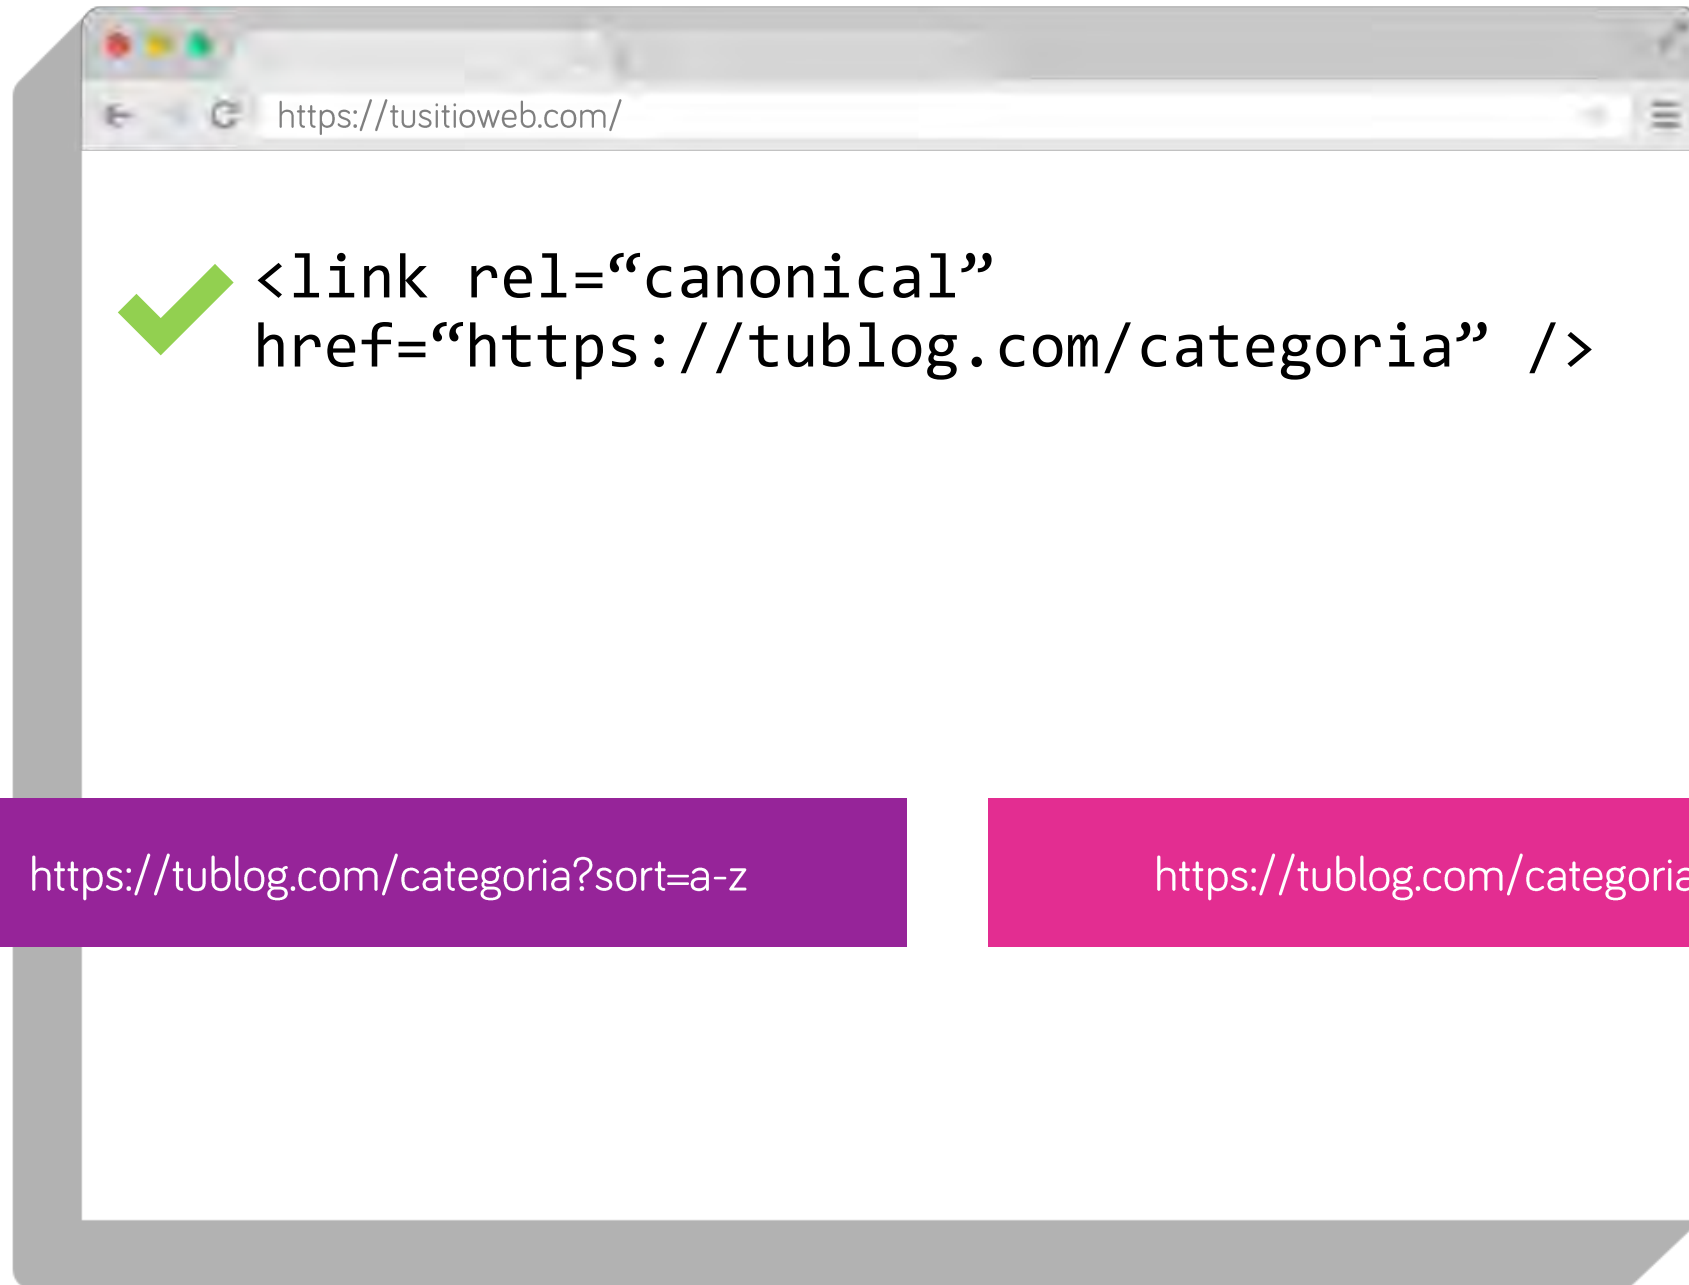 https://tusitioweb.com/
<link rel=“canonical”
href=“https://tublog.com/categoria” />
https://tublog.com/categoria?sort=a-z
https://tublog.com/categoria